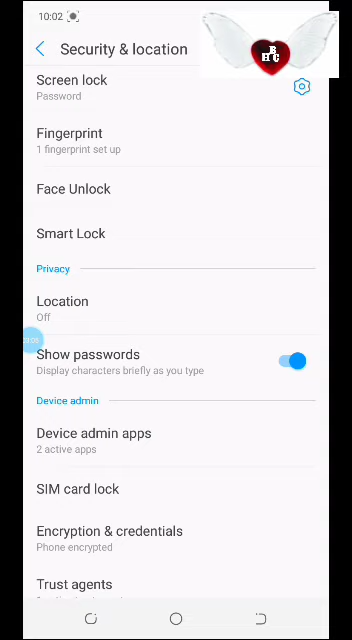 10:02
Security & location
B
H C
Screen lock
Password
Fingerprint
1 fingerprint set up
Face Unlock
Smart Lock
Privacy
Location
Off
Show passwords
Display characters briefly as you type
Device admin
Device admin apps
2 active apps
SIM card lock
Encryption & credentials
Phone encrypted
Trust agents